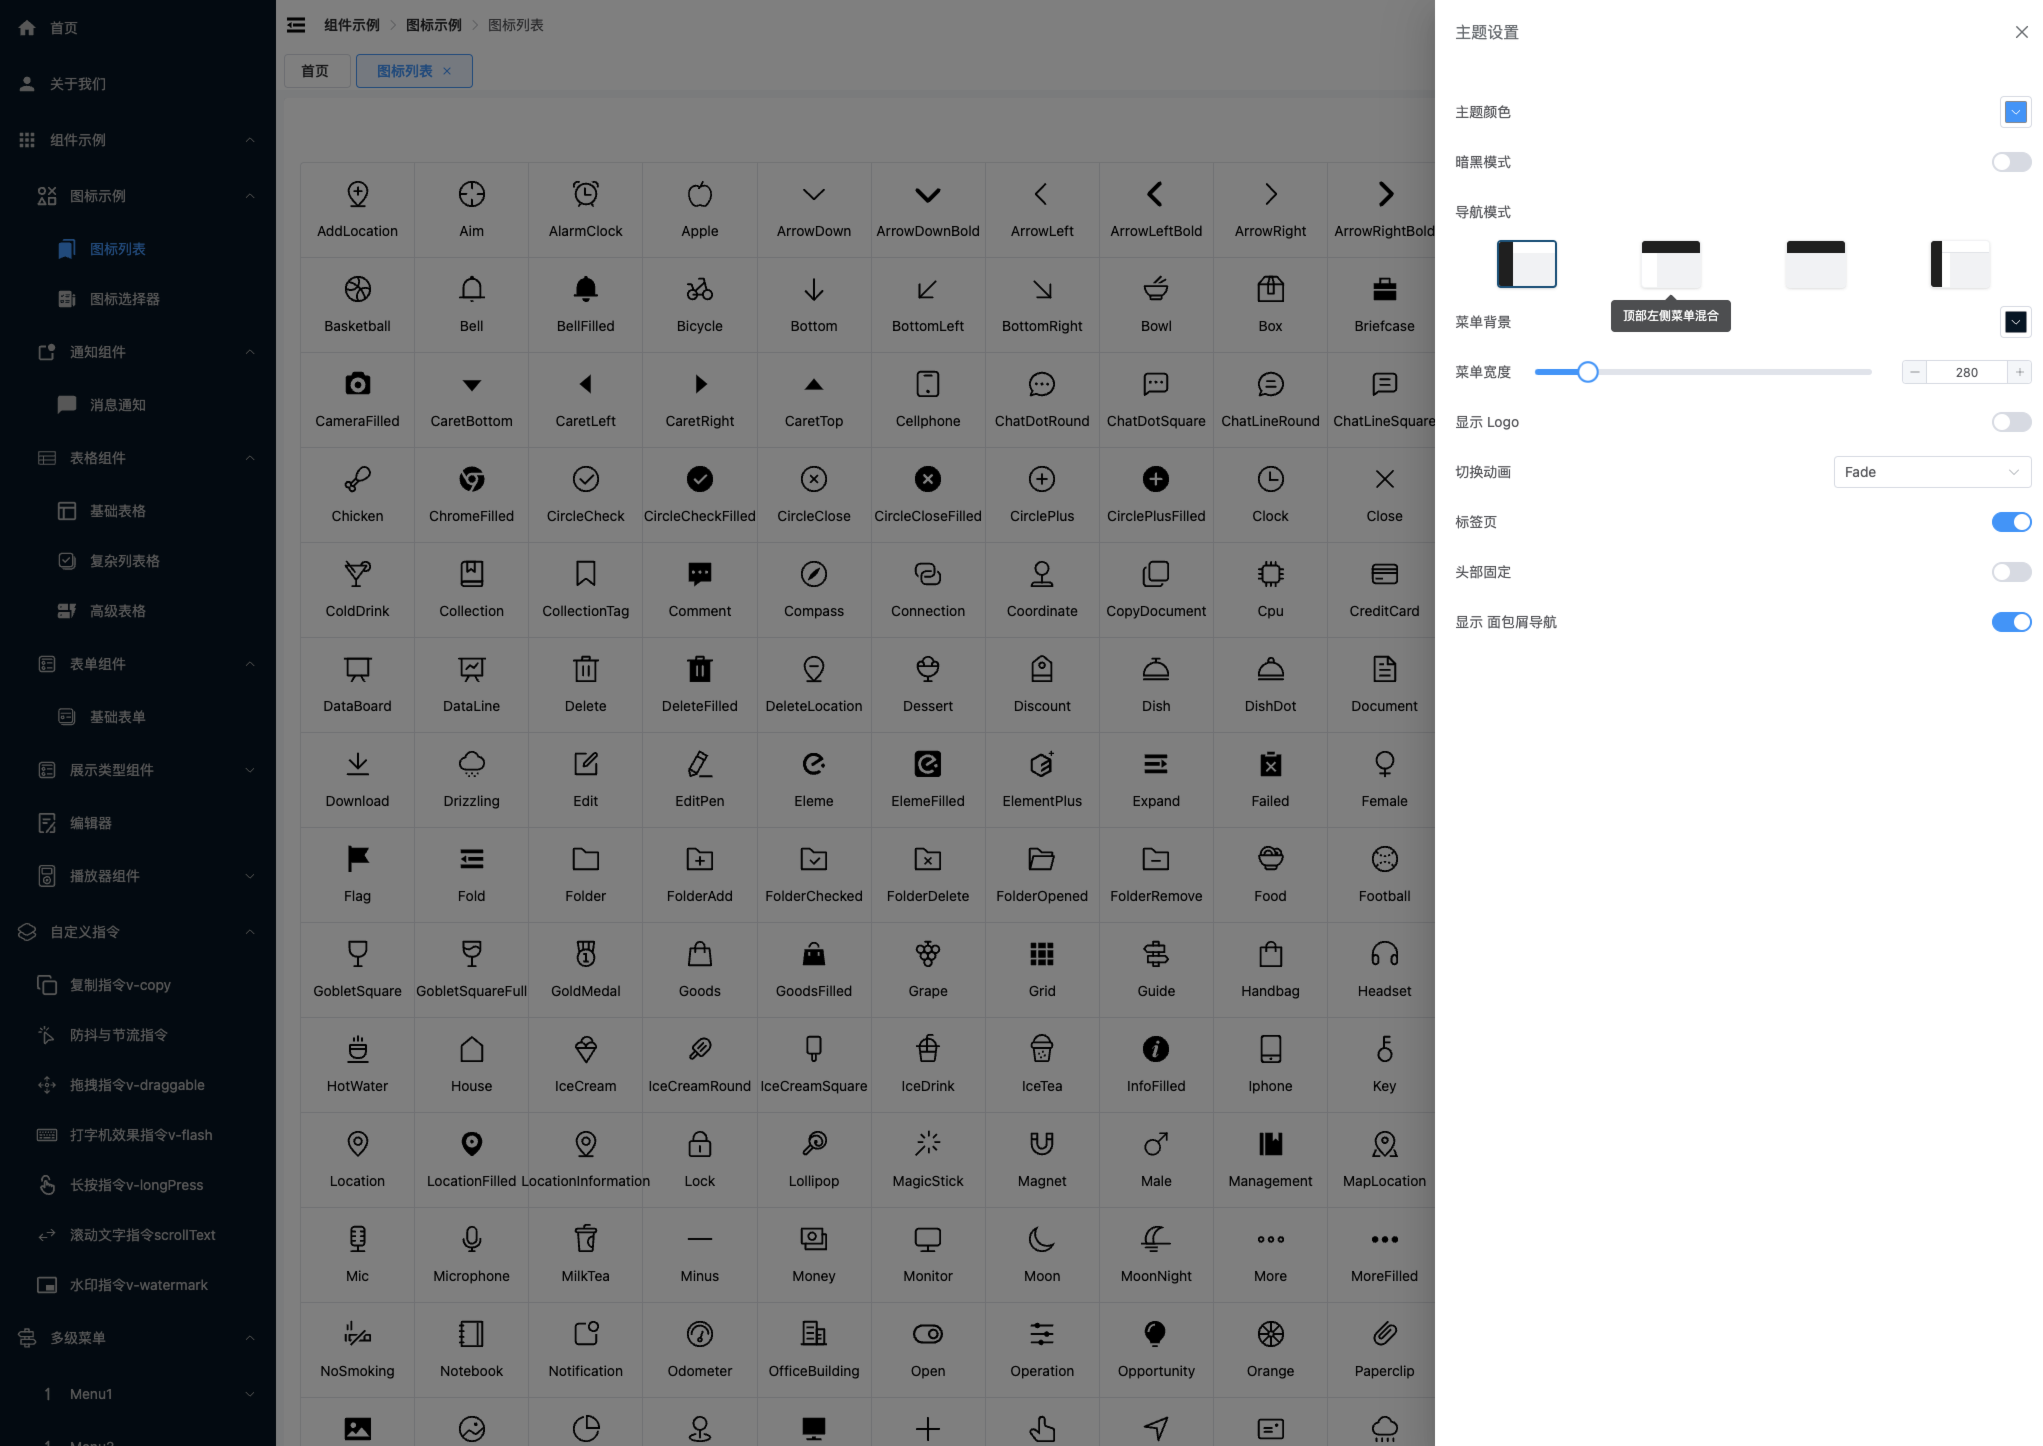 首页
关于我们
组件示例
图标示例
图标列表
图标选择器
通知组件
消息通知
表格组件
基础表格
复杂列表格
高级表格
表单组件
基础表单
展示类型组件
编辑器
播放器组件
自定义指令
复制指令v-copy
防抖与节流指令
拖拽指令v-draggable
打字机效果指令v-flash
长按指令v-longPress
滚动文字指令scrollText
水印指令v-watermark
多级菜单
1 Menu1
组件示例 > 图标示例 > 图标列表
首页 图标列表 ×
AddLocation Aim AlarmClock Apple ArrowDown ArrowDownBold ArrowLeft ArrowLeftBold ArrowRight ArrowRightBold
Basketball Bell BellFilled Bicycle Bottom BottomLeft BottomRight Bowl Box Briefcase
CameraFilled CaretBottom CaretLeft CaretRight CaretTop Cellphone ChatDotRound ChatDotSquare ChatLineRound ChatLineSquare
Chicken ChromeFilled CircleCheck CircleCheckFilled CircleClose CircleCloseFilled CirclePlus CirclePlusFilled Clock Close
ColdDrink Collection CollectionTag Comment Compass Connection Coordinate CopyDocument Cpu CreditCard
DataBoard DataLine Delete DeleteFilled DeleteLocation Dessert Discount Dish DishDot Document
Download Drizzling Edit EditPen Eleme ElemeFilled ElementPlus Expand Failed Female
Flag Fold Folder FolderAdd FolderChecked FolderDelete FolderOpened FolderRemove Food Football
GobletSquare GobletSquareFull GoldMedal Goods GoodsFilled Grape Grid Guide Handbag Headset
HotWater House IceCream IceCreamRound IceCreamSquare IceDrink IceTea InfoFilled Iphone Key
Location LocationFilled LocationInformation Lock Lollipop MagicStick Magnet Male Management MapLocation
Mic Microphone MilkTea Minus Money Monitor Moon MoonNight More MoreFilled
NoSmoking Notebook Notification Odometer OfficeBuilding Open Operation Opportunity Orange Paperclip
主题设置
主题颜色
暗黑模式
导航模式
顶部左侧菜单混合
菜单背景
菜单宽度 280
显示 Logo
切换动画 Fade
标签页
头部固定
显示 面包屑导航